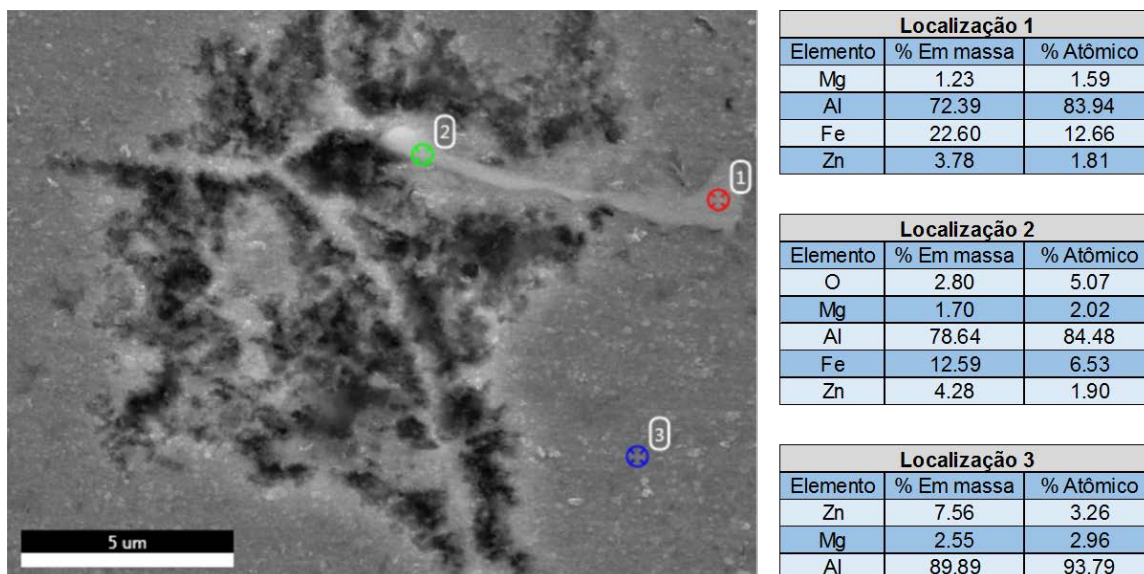 2
1
3
5 um
Localização 1
Elemento % Em massa % Atômico
Mg 1.23 1.59
Al 72.39 83.94
Fe 22.60 12.66
Zn 3.78 1.81
Localização 2
Elemento % Em massa % Atômico
O 2.80 5.07
Mg 1.70 2.02
Al 78.64 84.48
Fe 12.59 6.53
Zn 4.28 1.90
Localização 3
Elemento % Em massa % Atômico
Zn 7.56 3.26
Mg 2.55 2.96
Al 89.89 93.79